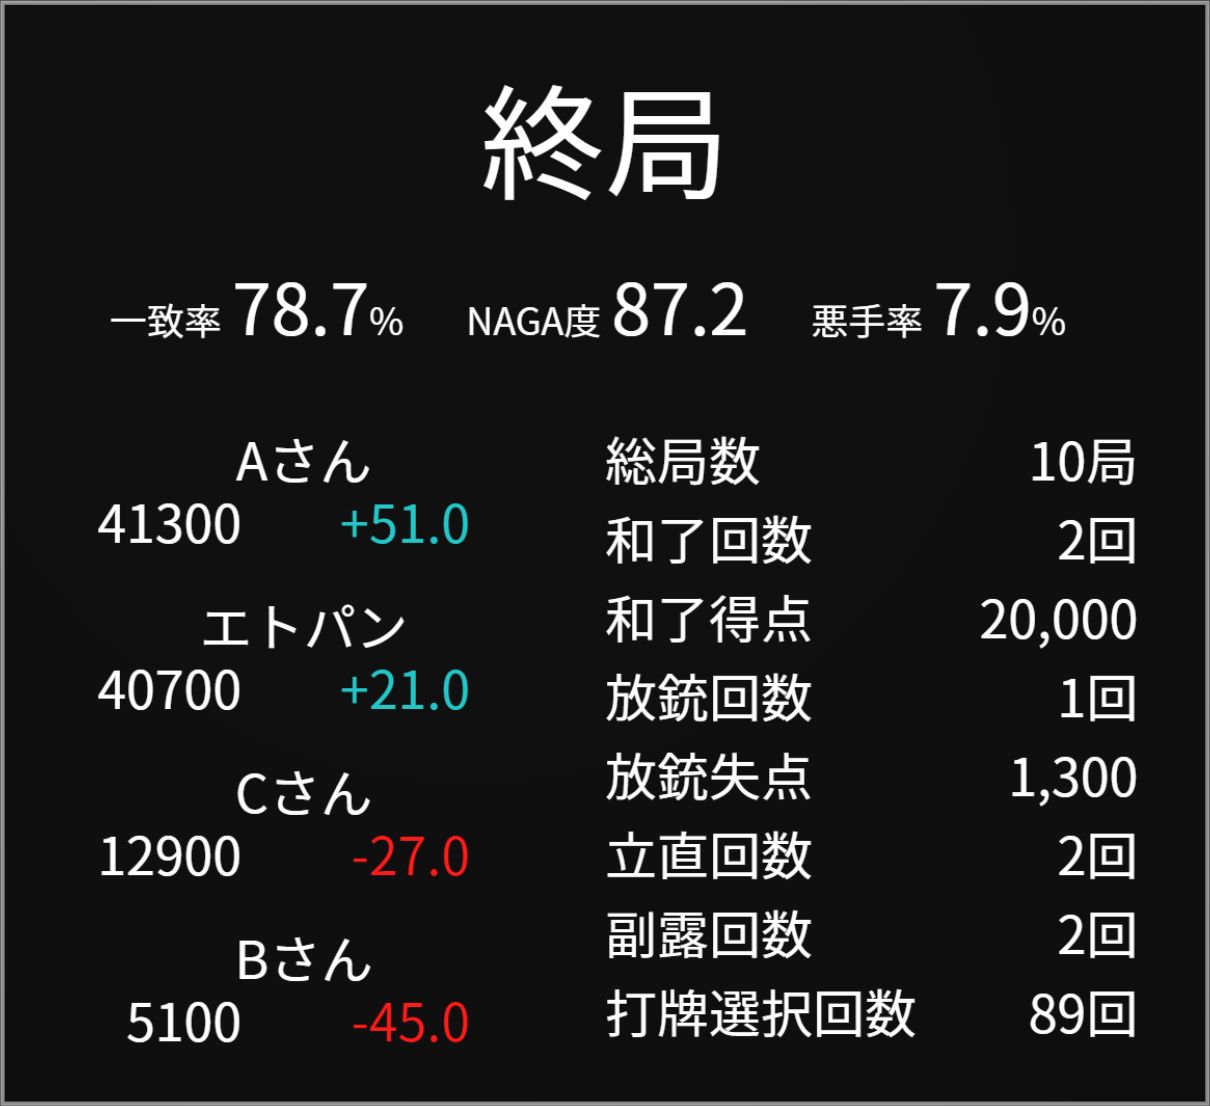 終局
一致率 78.7% NAGA度 87.2 悪手率 7.9%
Aさん
41300 +51.0
エトパン
40700 +21.0
Cさん
12900 -27.0
Bさん
5100 -45.0
総局数 10局
和了回数 2回
和了得点 20,000
放銃回数 1回
放銃失点 1,300
立直回数 2回
副露回数 2回
打牌選択回数 89回